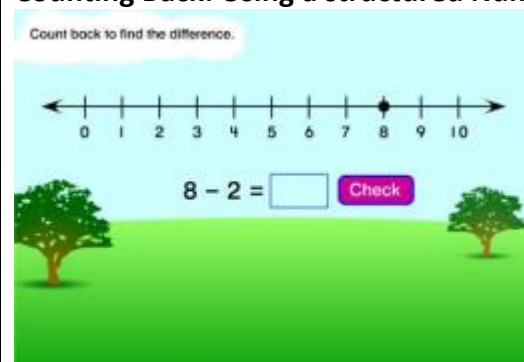 Count back to find the difference.
0 1 2 3 4 5 6 7 8 9 10
8 – 2 =
Check